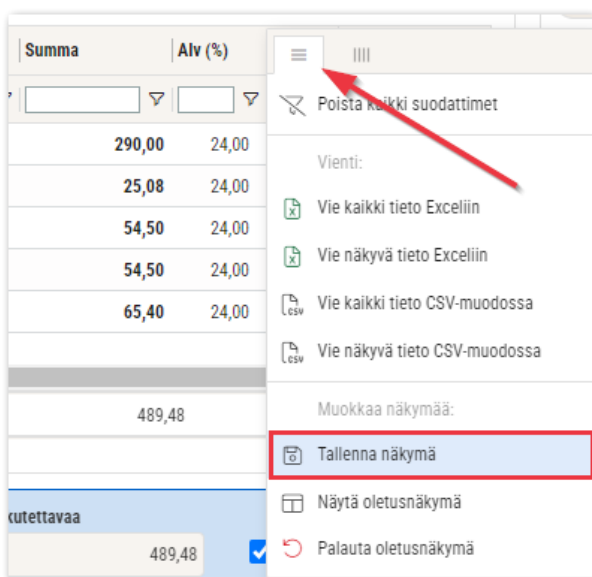 Summa Alv (%)
Poista kaikki suodattimet
290,00 24,00
Vienti:
25,08 24,00
Vie kaikki tieto Exceliin
54,50 24,00
Vie näkyvä tieto Exceliin
54,50 24,00
Vie kaikki tieto CSV-muodossa
65,40 24,00
Vie näkyvä tieto CSV-muodossa
489,48
Muokkaa näkymää:
Tallenna näkymä
Näytä oletusnäkymä
kutettavaa
489,48
Palauta oletusnäkymä